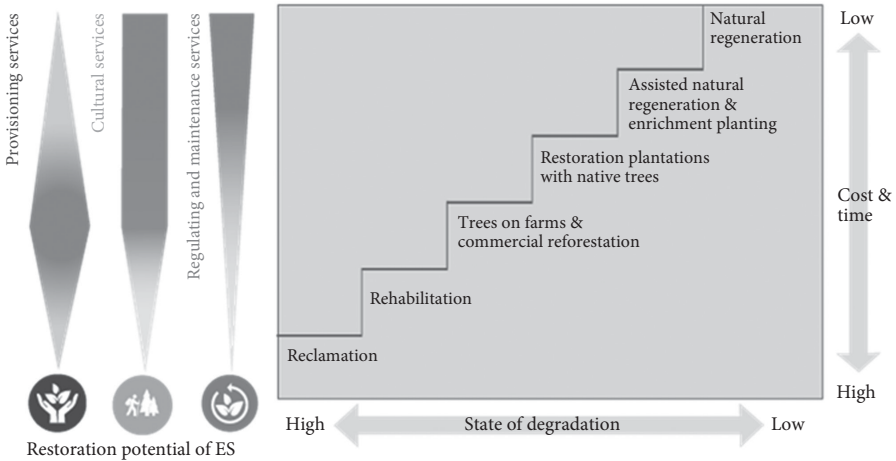 Provisioning services
Cultural services
Regulating and maintenance services
Restoration potential of ES
Natural
regeneration
Assisted natural
regeneration &
enrichment planting
Restoration plantations
with native trees
Trees on farms &
commercial reforestation
Rehabilitation
Reclamation
Low
Cost &
time
High
High
State of degradation
Low